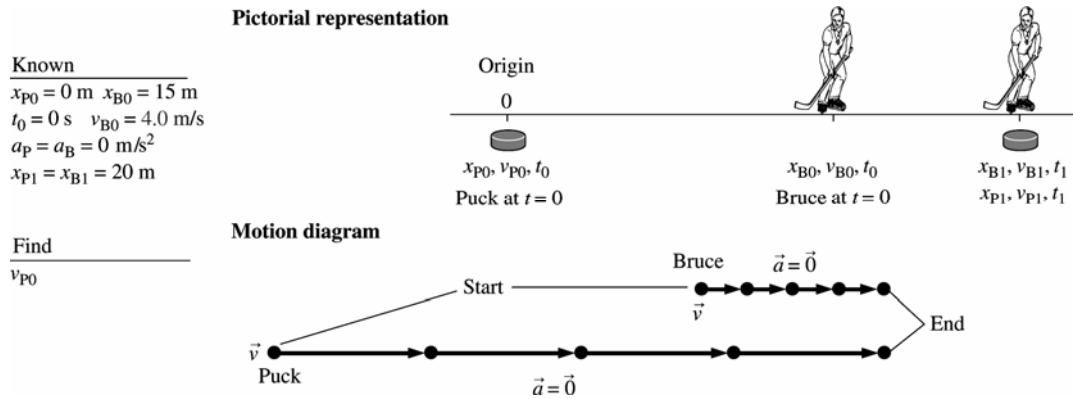 Pictorial representation
Known
x_P0 = 0 m x_B0 = 15 m
t_0 = 0 s v_B0 = 4.0 m/s
a_P = a_B = 0 m/s²
x_P1 = x_B1 = 20 m
Find
v_P0
Origin
0
x_P0, v_P0, t_0
Puck at t = 0
x_B0, v_B0, t_0
Bruce at t = 0
x_B1, v_B1, t_1
x_P1, v_P1, t_1
Motion diagram
Bruce
a⃗ = 0⃗
Start
v⃗
End
v⃗
Puck
a⃗ = 0⃗